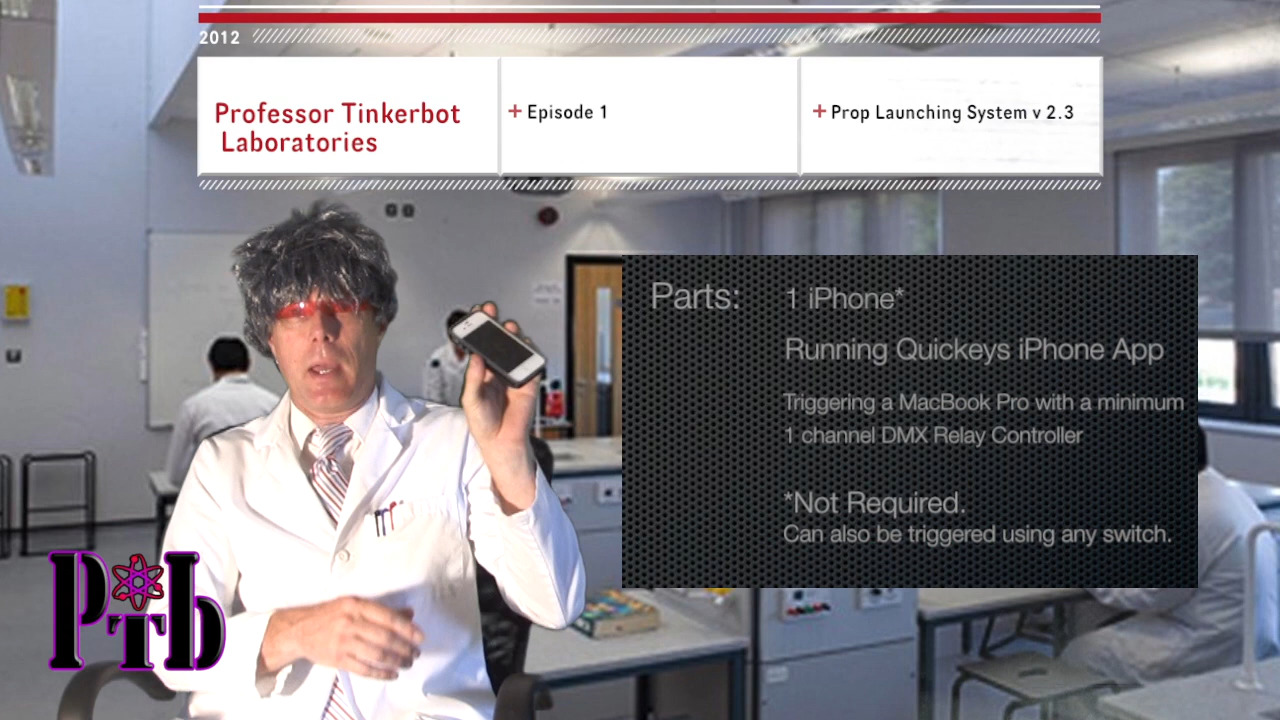 2012
Professor Tinkerbot
Laboratories
+ Episode 1
+ Prop Launching System v 2.3
Parts: 1 iPhone*
Running Quickeys iPhone App
Triggering a MacBook Pro with a minimum
1 channel DMX Relay Controller
*Not Required.
Can also be triggered using any switch.
PTb